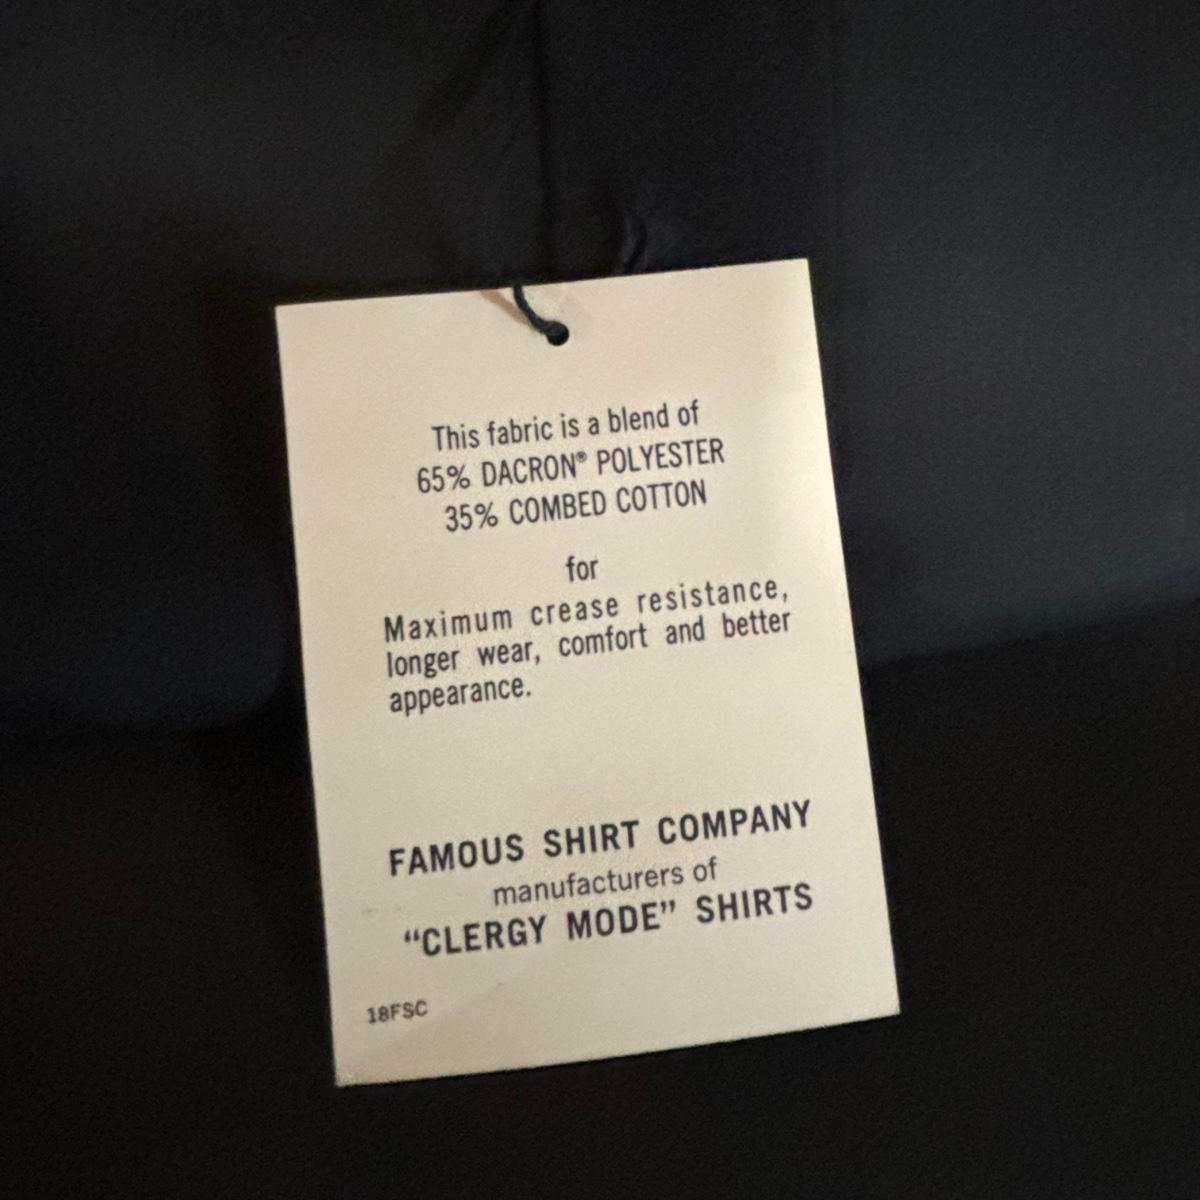 This fabric is a blend of
65% DACRON® POLYESTER
35% COMBED COTTON
for
Maximum crease resistance,
longer wear, comfort and better
appearance.
FAMOUS SHIRT COMPANY
manufacturers of
“CLERGY MODE” SHIRTS
18FSC